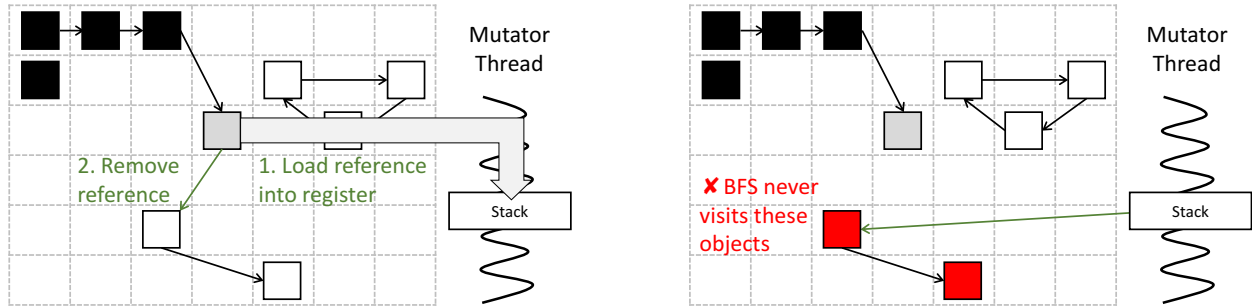 Mutator
Thread
2. Remove
reference
1. Load reference
into register
Stack
Mutator
Thread
✘ BFS never
visits these
objects
Stack